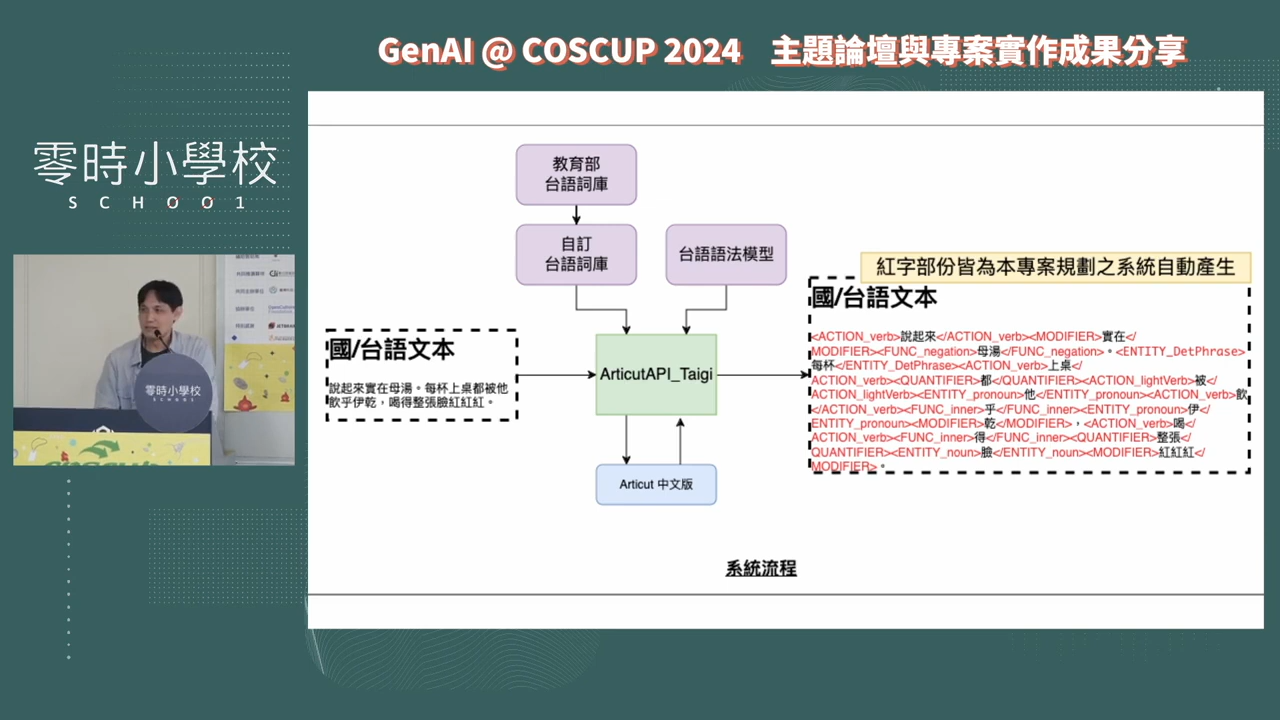 GenAI @ COSCUP 2024 主題論壇與專案實作成果分享
零時小學校
SCHOO1
教育部
台語詞庫
自訂
台語詞庫
台語語法模型
紅字部份皆為本專案規劃之系統自動產生
國/台語文本
說起來實在母湯。每杯上桌都被他
飲乎伊乾，喝得整張臉紅紅紅。
ArticutAPI_Taigi
國/台語文本
<ACTION_verb>說起來</ACTION_verb><MODIFIER>實在</
MODIFIER><FUNC_negation>母湯</FUNC_negation>。<ENTITY_DetPhrase>
每杯</ENTITY_DetPhrase><ACTION_verb>上桌</
ACTION_verb><QUANTIFIER>都</QUANTIFIER><ACTION_lightVerb>被</
ACTION_lightVerb><ENTITY_pronoun>他</ENTITY_pronoun><ACTION_verb>飲
</ACTION_verb><FUNC_inner>乎</FUNC_inner><ENTITY_pronoun>伊</
ENTITY_pronoun><MODIFIER>乾</MODIFIER>，<ACTION_verb>喝</
ACTION_verb><FUNC_inner>得</FUNC_inner><QUANTIFIER>整張</
QUANTIFIER><ENTITY_noun>臉</ENTITY_noun><MODIFIER>紅紅紅</
MODIFIER>。
Articut 中文版
系統流程
零時小學校